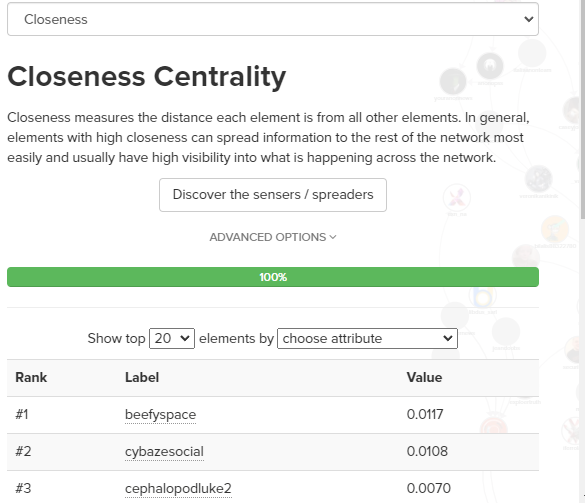 Closeness
Closeness Centrality
Closeness measures the distance each element is from all other elements. In general,
elements with high closeness can spread information to the rest of the network most
easily and usually have high visibility into what is happening across the network.
Discover the sensers / spreaders
ADVANCED OPTIONS
100%
Show top 20 elements by choose attribute
Rank Label Value
#1 beefyspace 0.0117
#2 cybazesocial 0.0108
#3 cephalopodluke2 0.0070